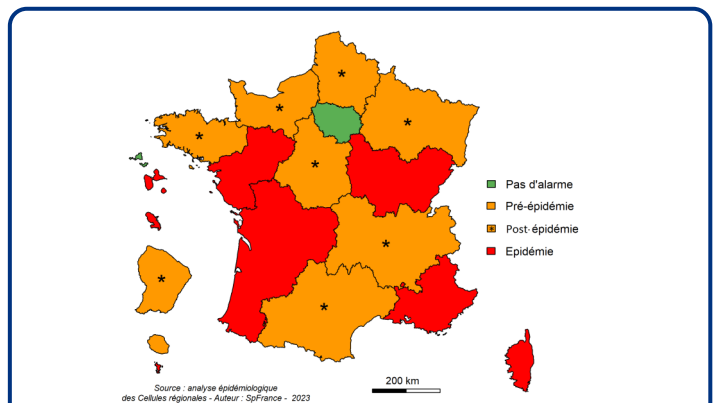 Pas d'alarme
Pré-épidémie
Post-épidémie
Epidémie
200 km
Source : analyse épidémiologique
des Cellules régionales - Auteur : SpFrance - 2023